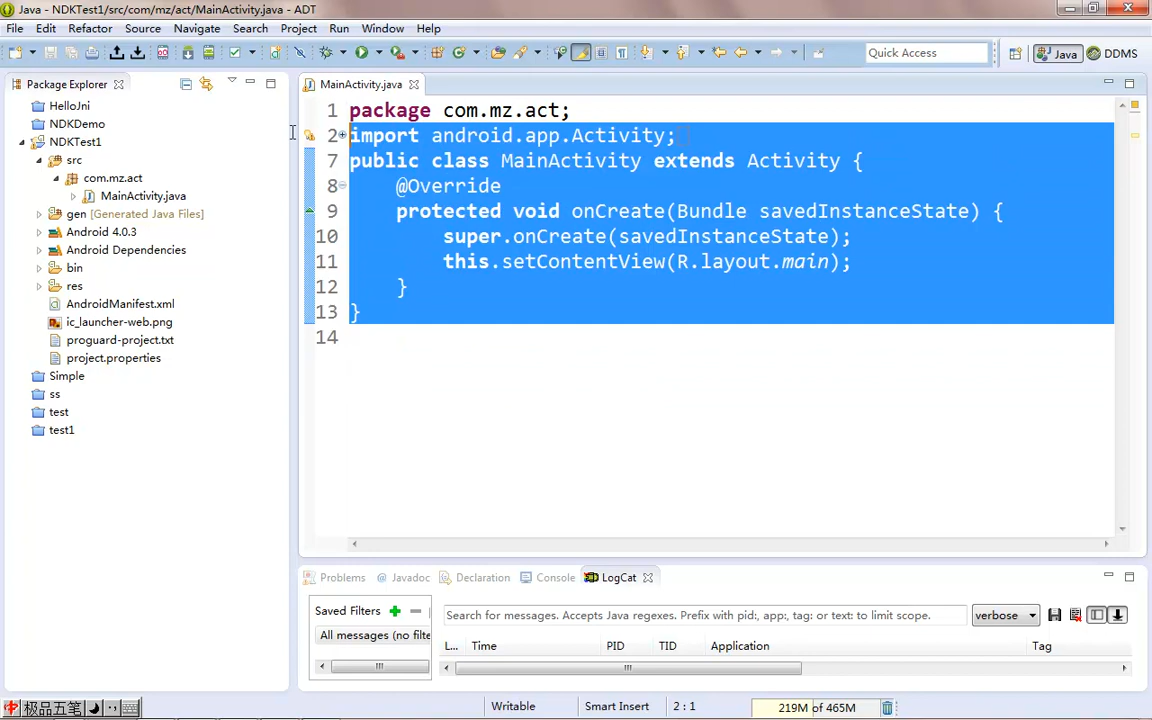 Java - NDKTest1/src/com/mz/act/MainActivity.java - ADT
File Edit Refactor Source Navigate Search Project Run Window Help
Quick Access
Java
DDMS
Package Explorer
HelloJni
NDKDemo
NDKTest1
src
com.mz.act
MainActivity.java
gen [Generated Java Files]
Android 4.0.3
Android Dependencies
bin
res
AndroidManifest.xml
ic_launcher-web.png
proguard-project.txt
project.properties
Simple
ss
test
test1
MainActivity.java
1 package com.mz.act;
2 import android.app.Activity;
7 public class MainActivity extends Activity {
8 @Override
9 protected void onCreate(Bundle savedInstanceState) {
10 super.onCreate(savedInstanceState);
11 this.setContentView(R.layout.main);
12 }
13 }
14
Problems @ Javadoc Declaration Console LogCat
Saved Filters
All messages (no filte
Search for messages. Accepts Java regexes. Prefix with pid:, app:, tag: or text: to limit scope.
verbose
L... Time PID TID Application Tag
中 极品五笔
Writable Smart Insert 2 : 1 219M of 465M